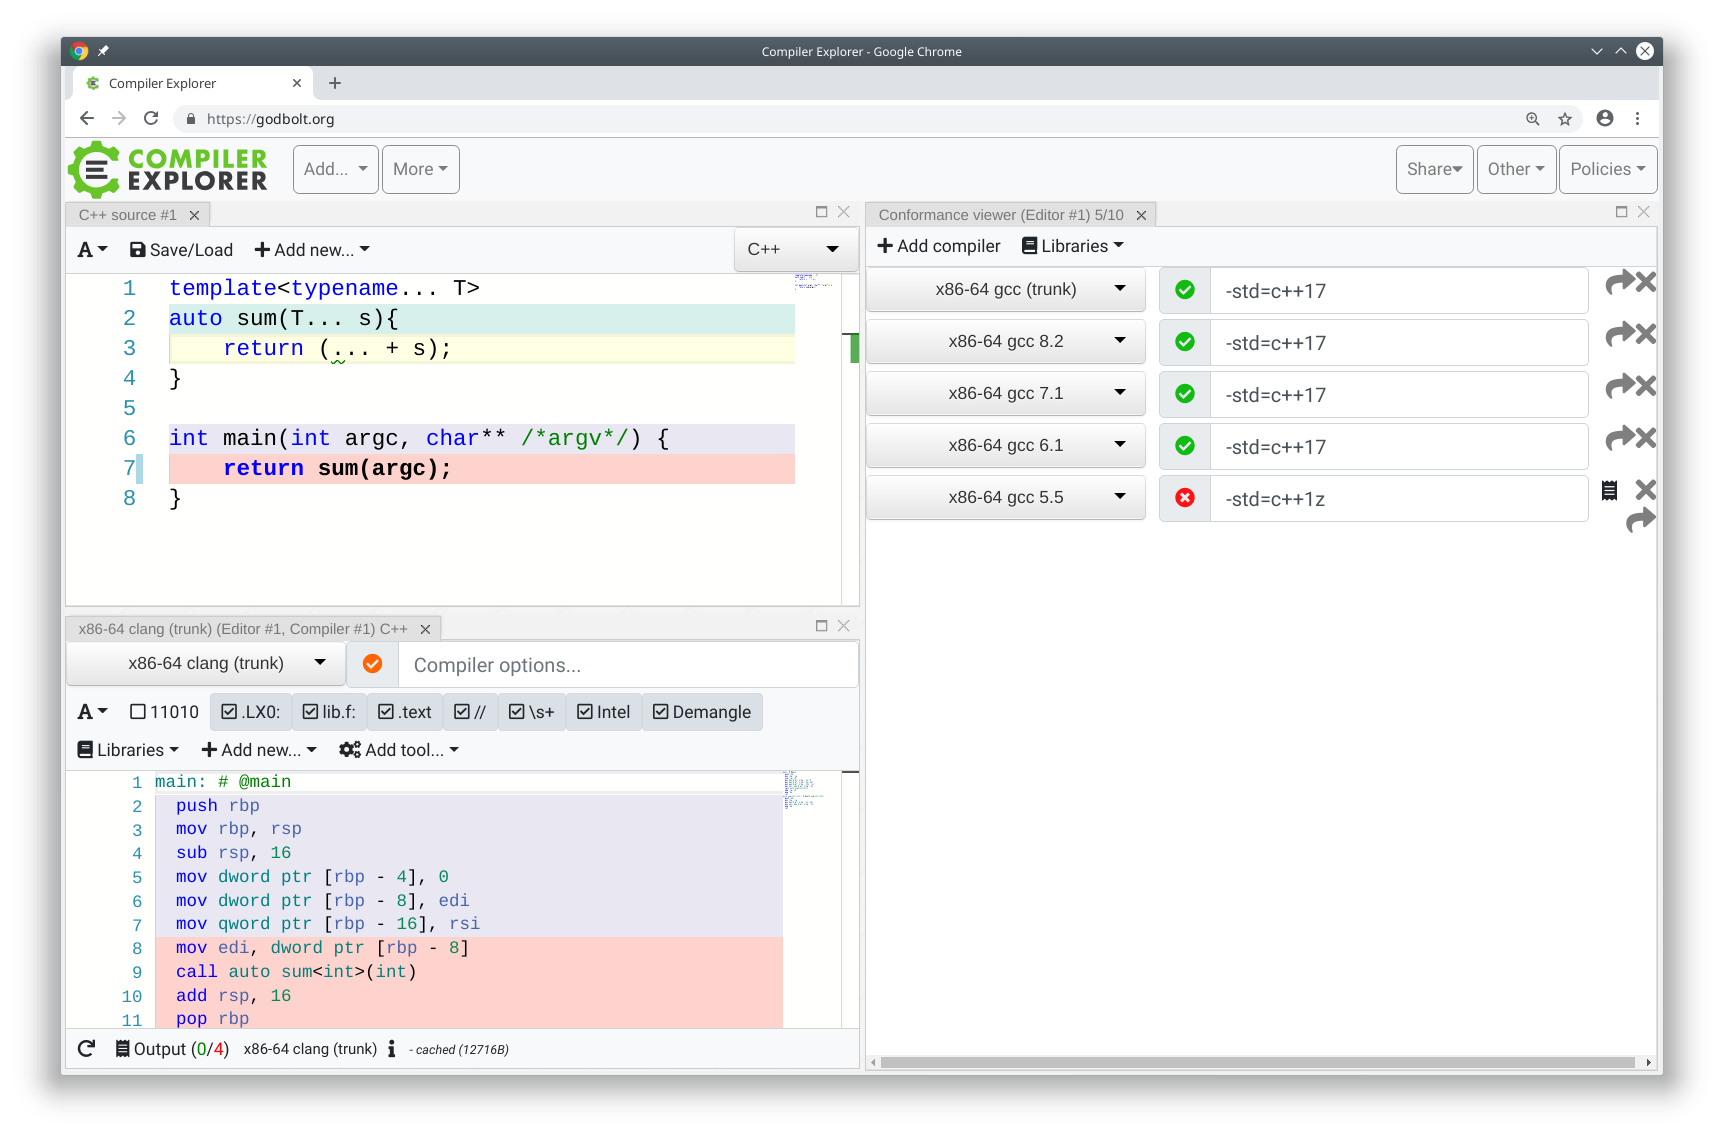 Compiler Explorer - Google Chrome
Compiler Explorer
https://godbolt.org
COMPILER
EXPLORER
Add...
More
Share
Other
Policies
C++ source #1
A
Save/Load
Add new...
C++
1 template<typename... T>
2 auto sum(T... s){
3 return (... + s);
4 }
5
6 int main(int argc, char** /*argv*/) {
7 return sum(argc);
8 }
x86-64 clang (trunk) (Editor #1, Compiler #1) C++
x86-64 clang (trunk)
Compiler options...
A
11010
.LX0:
lib.f:
.text
//
\s+
Intel
Demangle
Libraries
Add new...
Add tool...
1 main: # @main
2 push rbp
3 mov rbp, rsp
4 sub rsp, 16
5 mov dword ptr [rbp - 4], 0
6 mov dword ptr [rbp - 8], edi
7 mov qword ptr [rbp - 16], rsi
8 mov edi, dword ptr [rbp - 8]
9 call auto sum<int>(int)
10 add rsp, 16
11 pop rbp
Output (0/4) x86-64 clang (trunk) - cached (12716B)
Conformance viewer (Editor #1) 5/10
Add compiler
Libraries
x86-64 gcc (trunk) -std=c++17
x86-64 gcc 8.2 -std=c++17
x86-64 gcc 7.1 -std=c++17
x86-64 gcc 6.1 -std=c++17
x86-64 gcc 5.5 -std=c++1z